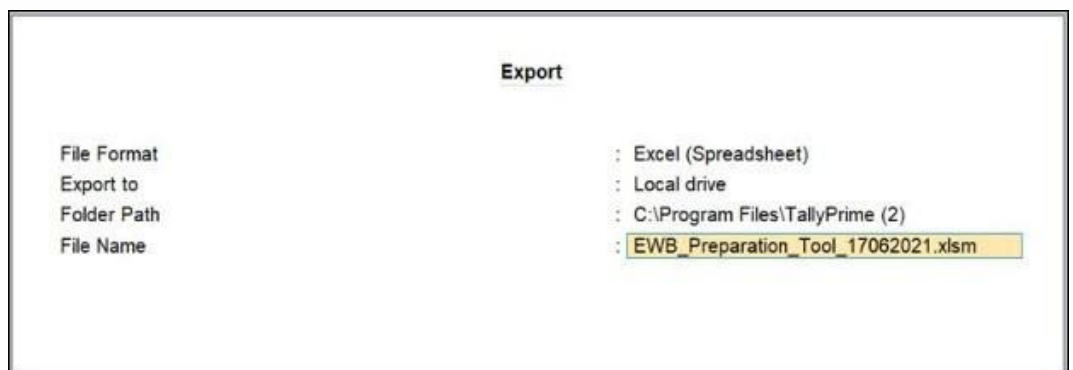 Export
File Format : Excel (Spreadsheet)
Export to : Local drive
Folder Path : C:\Program Files\TallyPrime (2)
File Name : EWB_Preparation_Tool_17062021.xlsm